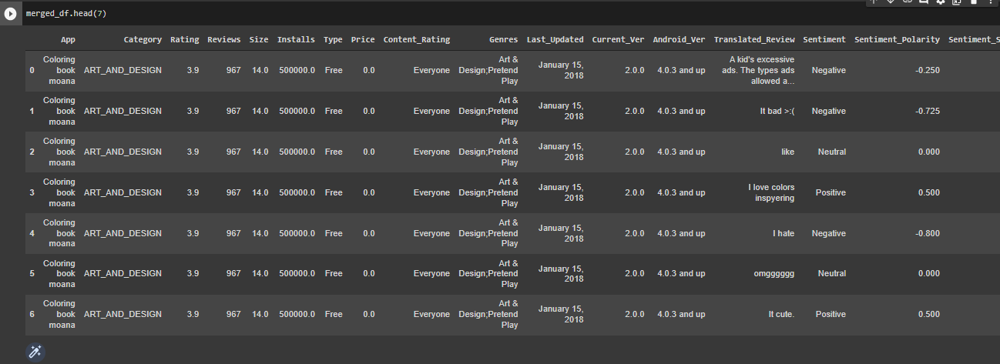 merged_df.head(7)
App Category Rating Reviews Size Installs Type Price Content_Rating Genres Last_Updated Current_Ver Android_Ver Translated_Review Sentiment Sentiment_Polarity Sentiment_S
0 Coloring book moana ART_AND_DESIGN 3.9 967 14.0 500000.0 Free 0.0 Everyone Art & Design;Pretend Play January 15, 2018 2.0.0 4.0.3 and up A kid's excessive ads. The types ads allowed a... Negative -0.250
1 Coloring book moana ART_AND_DESIGN 3.9 967 14.0 500000.0 Free 0.0 Everyone Art & Design;Pretend Play January 15, 2018 2.0.0 4.0.3 and up It bad >:( Negative -0.725
2 Coloring book moana ART_AND_DESIGN 3.9 967 14.0 500000.0 Free 0.0 Everyone Art & Design;Pretend Play January 15, 2018 2.0.0 4.0.3 and up like Neutral 0.000
3 Coloring book moana ART_AND_DESIGN 3.9 967 14.0 500000.0 Free 0.0 Everyone Art & Design;Pretend Play January 15, 2018 2.0.0 4.0.3 and up I love colors inspyering Positive 0.500
4 Coloring book moana ART_AND_DESIGN 3.9 967 14.0 500000.0 Free 0.0 Everyone Art & Design;Pretend Play January 15, 2018 2.0.0 4.0.3 and up I hate Negative -0.800
5 Coloring book moana ART_AND_DESIGN 3.9 967 14.0 500000.0 Free 0.0 Everyone Art & Design;Pretend Play January 15, 2018 2.0.0 4.0.3 and up omgggggg Neutral 0.000
6 Coloring book moana ART_AND_DESIGN 3.9 967 14.0 500000.0 Free 0.0 Everyone Art & Design;Pretend Play January 15, 2018 2.0.0 4.0.3 and up It cute. Positive 0.500